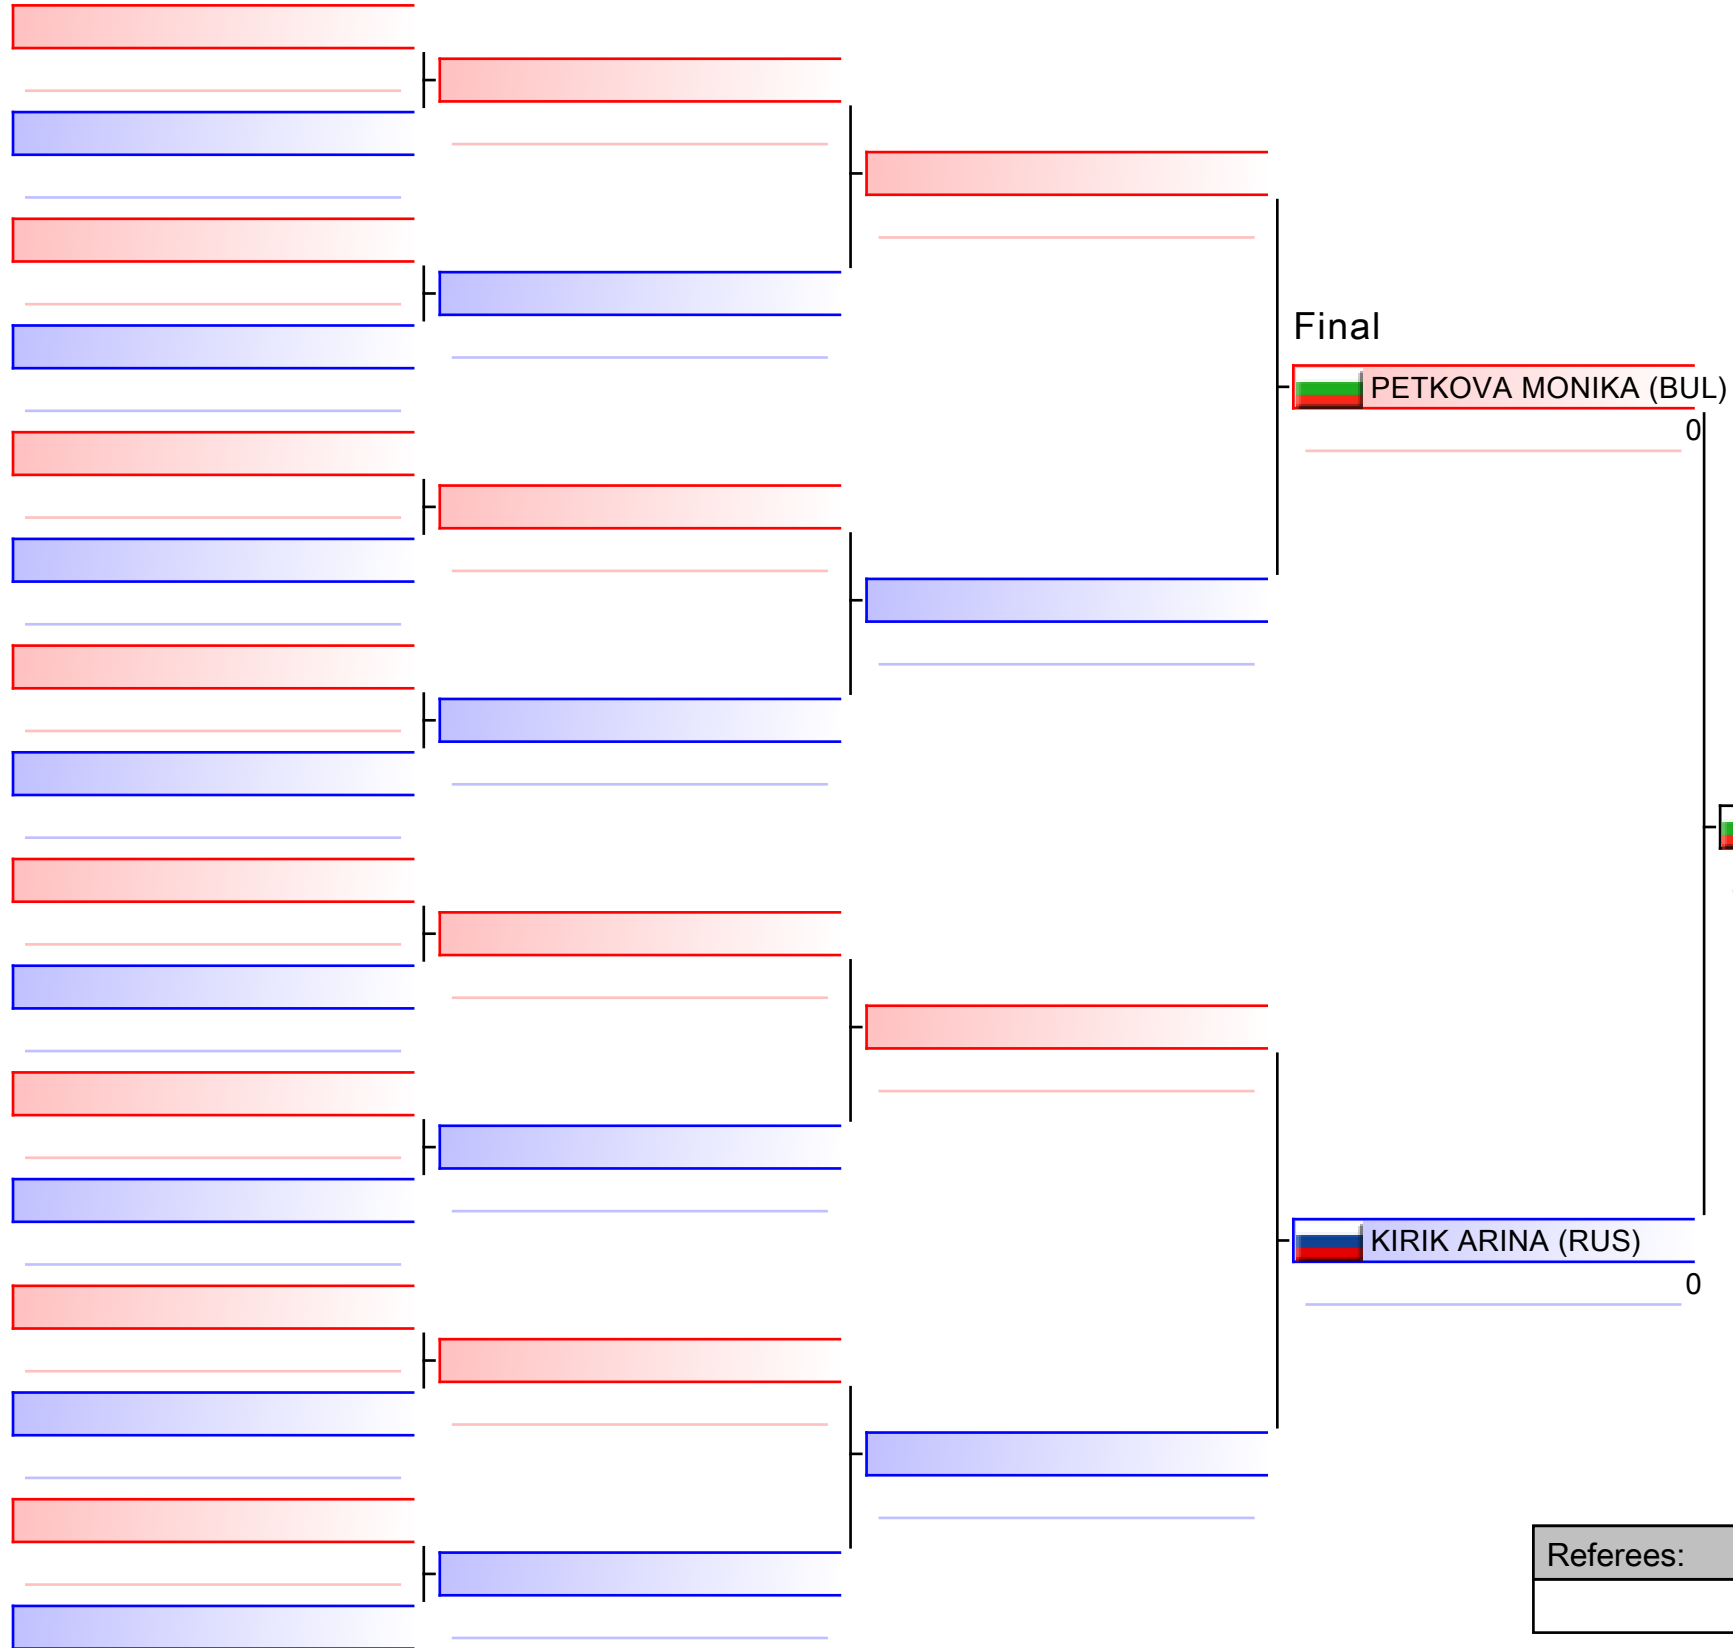 Final
PETKOVA MONIKA (BUL)
0
KIRIK ARINA (RUS)
0
Referees: